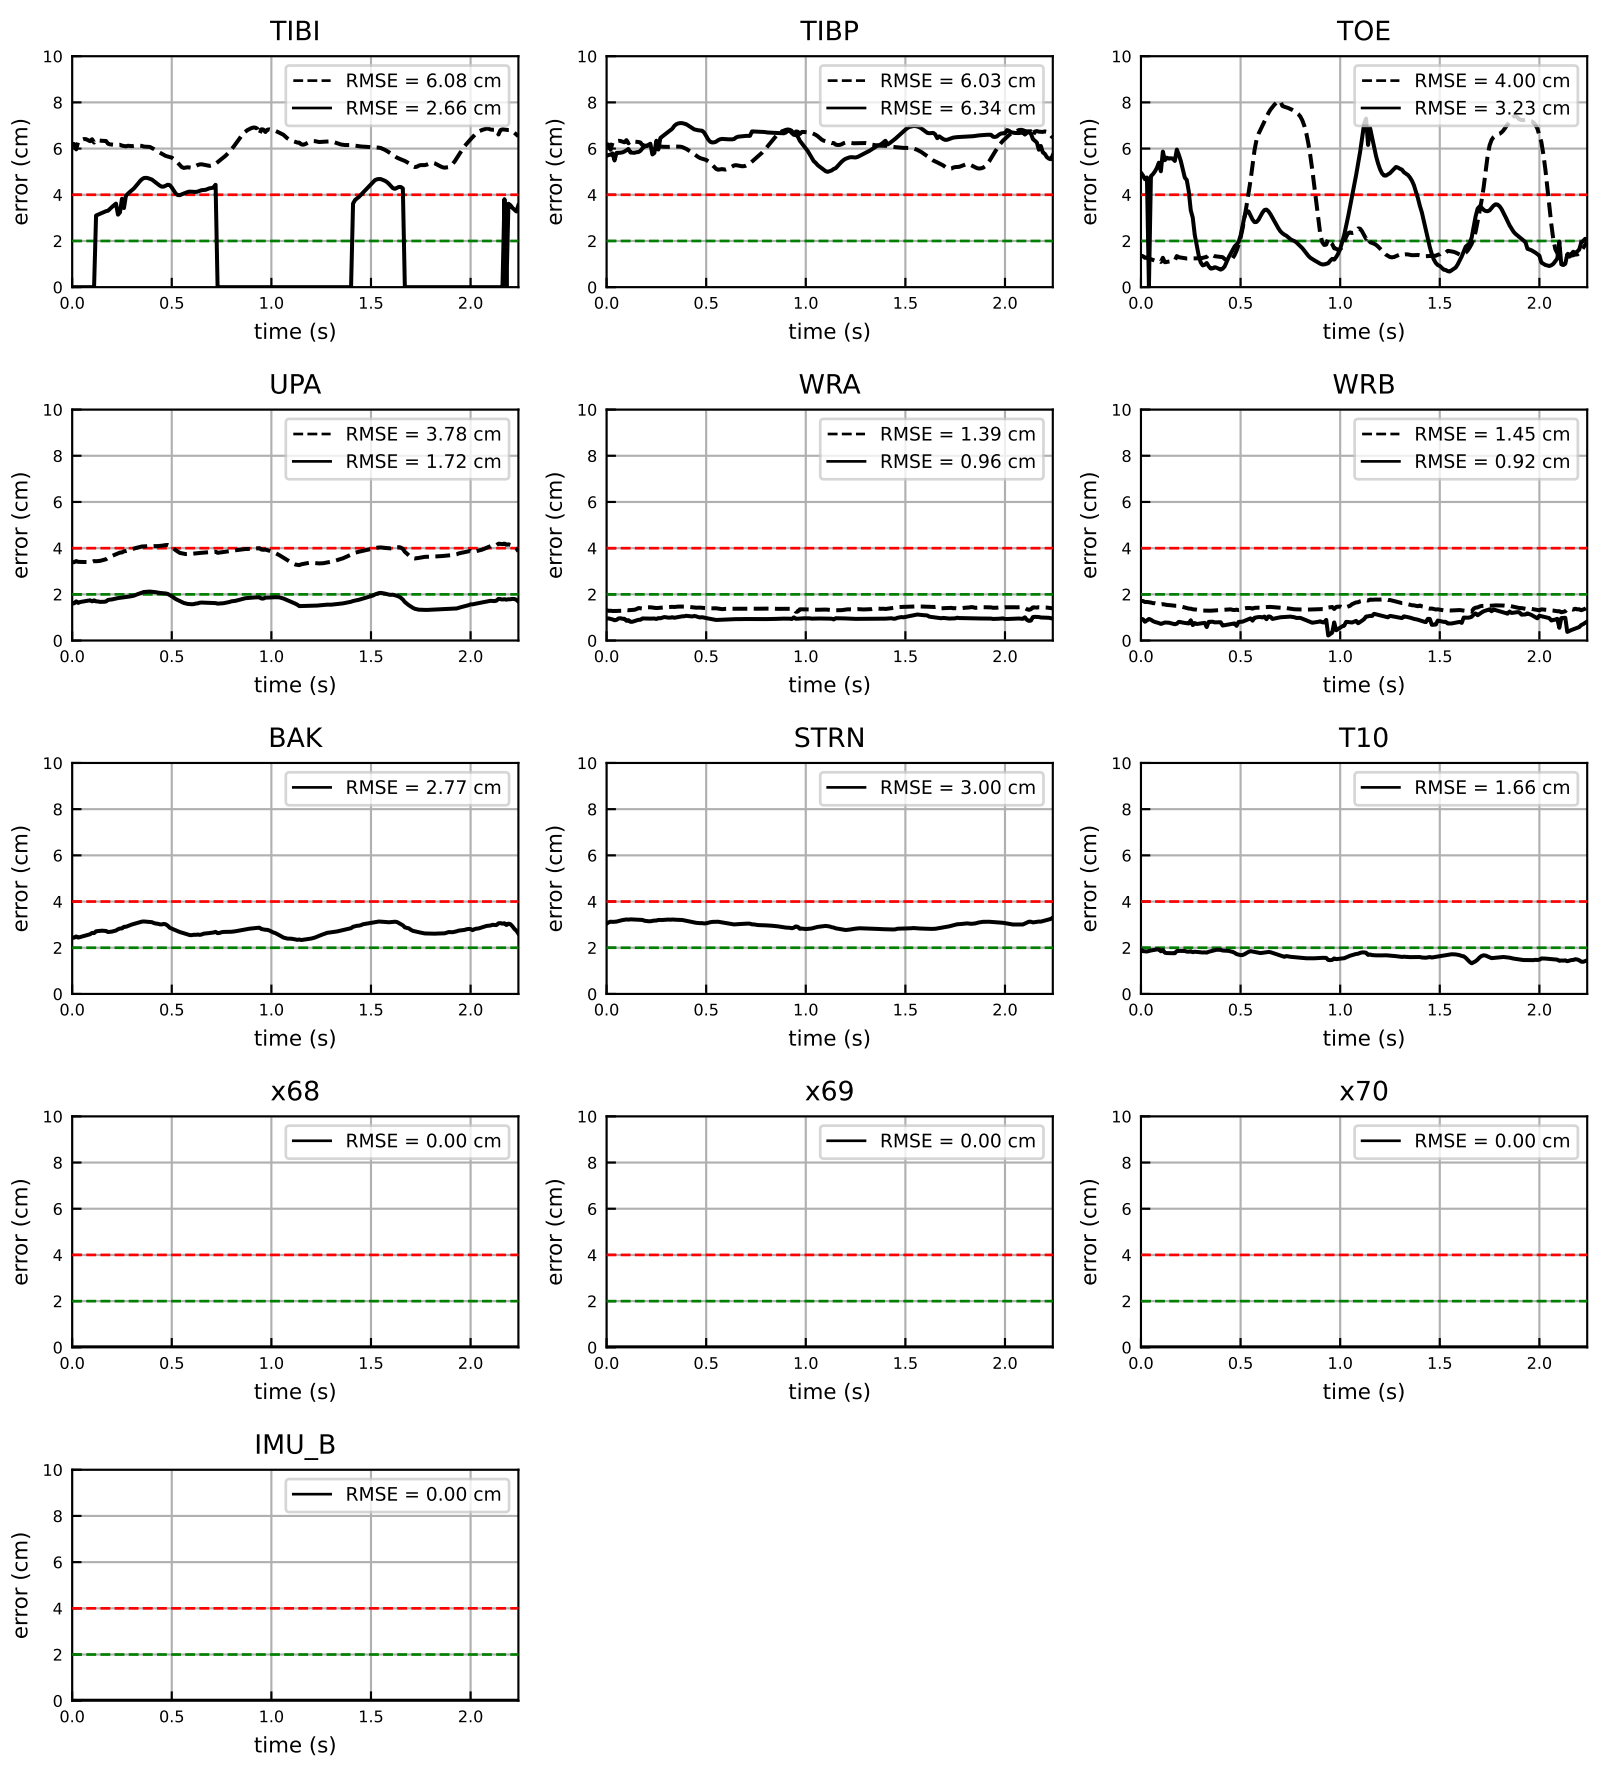 TIBI
RMSE = 6.08 cm
RMSE = 2.66 cm
10
8
6
4
2
0
error (cm)
0.0 0.5 1.0 1.5 2.0
time (s)
TIBP
RMSE = 6.03 cm
RMSE = 6.34 cm
10
8
6
4
2
0
error (cm)
0.0 0.5 1.0 1.5 2.0
time (s)
TOE
RMSE = 4.00 cm
RMSE = 3.23 cm
10
8
6
4
2
0
error (cm)
0.0 0.5 1.0 1.5 2.0
time (s)
UPA
RMSE = 3.78 cm
RMSE = 1.72 cm
10
8
6
4
2
0
error (cm)
0.0 0.5 1.0 1.5 2.0
time (s)
WRA
RMSE = 1.39 cm
RMSE = 0.96 cm
10
8
6
4
2
0
error (cm)
0.0 0.5 1.0 1.5 2.0
time (s)
WRB
RMSE = 1.45 cm
RMSE = 0.92 cm
10
8
6
4
2
0
error (cm)
0.0 0.5 1.0 1.5 2.0
time (s)
BAK
RMSE = 2.77 cm
10
8
6
4
2
0
error (cm)
0.0 0.5 1.0 1.5 2.0
time (s)
STRN
RMSE = 3.00 cm
10
8
6
4
2
0
error (cm)
0.0 0.5 1.0 1.5 2.0
time (s)
T10
RMSE = 1.66 cm
10
8
6
4
2
0
error (cm)
0.0 0.5 1.0 1.5 2.0
time (s)
x68
RMSE = 0.00 cm
10
8
6
4
2
0
error (cm)
0.0 0.5 1.0 1.5 2.0
time (s)
x69
RMSE = 0.00 cm
10
8
6
4
2
0
error (cm)
0.0 0.5 1.0 1.5 2.0
time (s)
x70
RMSE = 0.00 cm
10
8
6
4
2
0
error (cm)
0.0 0.5 1.0 1.5 2.0
time (s)
IMU_B
RMSE = 0.00 cm
10
8
6
4
2
0
error (cm)
0.0 0.5 1.0 1.5 2.0
time (s)